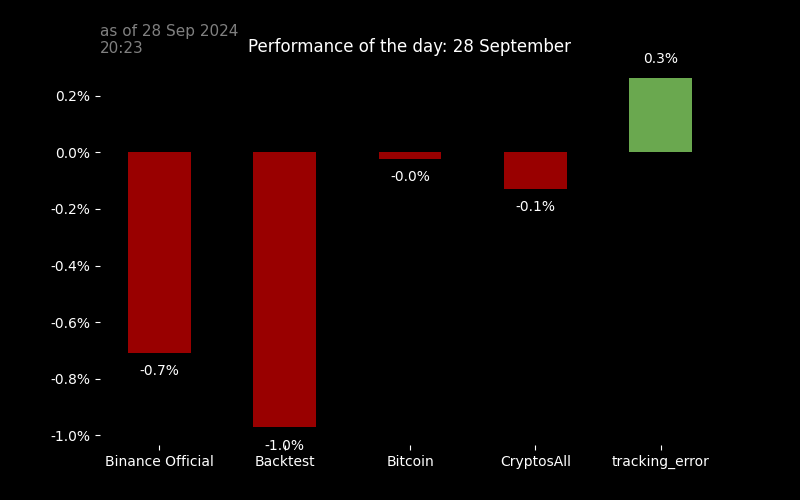 as of 28 Sep 2024
20:23
Performance of the day: 28 September
0.3%
0.2%
0.0%
-0.0%
-0.1%
-0.2%
-0.4%
-0.6%
-0.7%
-0.8%
-1.0%
-1.0%
Binance Official
Backtest
Bitcoin
CryptosAll
tracking_error